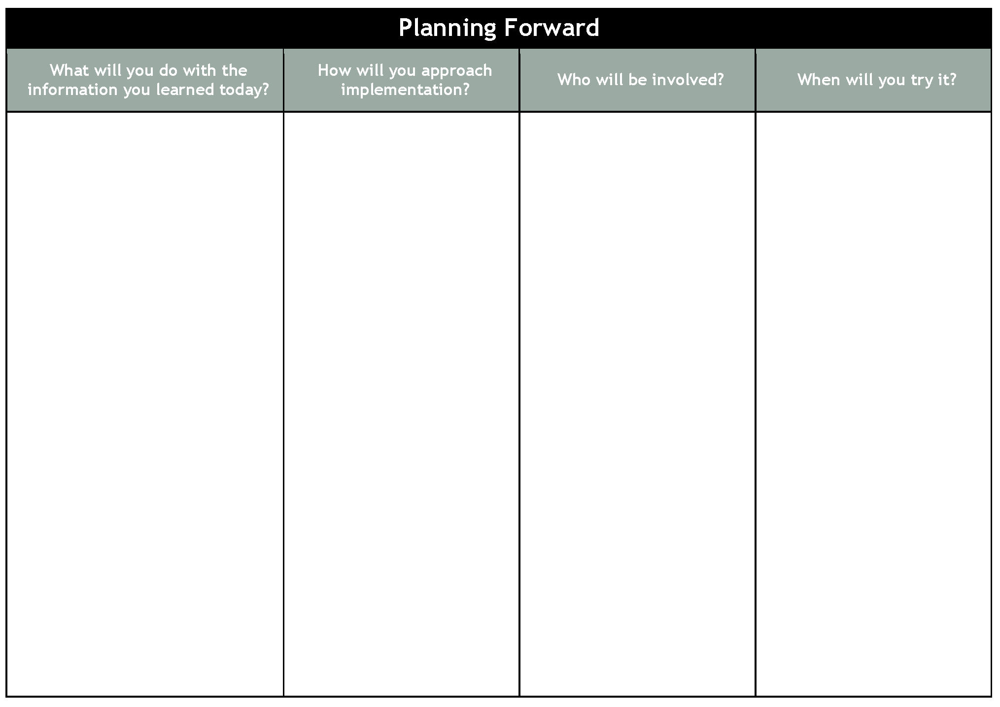 Planning Forward
What will you do with the
information you learned today?
How will you approach
implementation?
Who will be involved?
When will you try it?